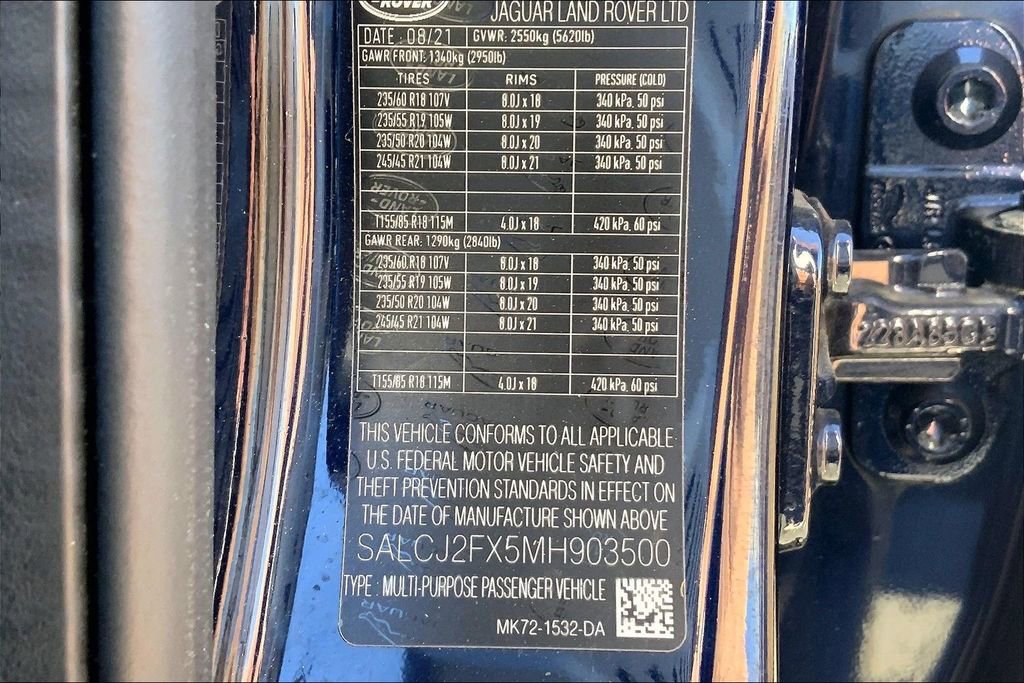 ROVER
JAGUAR LAND ROVER LTD
DATE : 08/21 GVWR: 2550kg (5620lb)
GAWR FRONT: 1340kg (2950lb)
TIRES RIMS PRESSURE (COLD)
235/60 R18 107V 8.0J x 18 340 kPa, 50 psi
235/55 R19 105W 8.0J x 19 340 kPa, 50 psi
235/50 R20 104W 8.0J x 20 340 kPa, 50 psi
245/45 R21 104W 8.0J x 21 340 kPa, 50 psi
T155/85 R18 115M 4.0J x 18 420 kPa, 60 psi
GAWR REAR: 1290kg (2840lb)
235/60 R18 107V 8.0J x 18 340 kPa, 50 psi
235/55 R19 105W 8.0J x 19 340 kPa, 50 psi
235/50 R20 104W 8.0J x 20 340 kPa, 50 psi
245/45 R21 104W 8.0J x 21 340 kPa, 50 psi
T155/85 R18 115M 4.0J x 18 420 kPa, 60 psi
THIS VEHICLE CONFORMS TO ALL APPLICABLE
U.S. FEDERAL MOTOR VEHICLE SAFETY AND
THEFT PREVENTION STANDARDS IN EFFECT ON
THE DATE OF MANUFACTURE SHOWN ABOVE
SALCJ2FX5MH903500
TYPE : MULTI-PURPOSE PASSENGER VEHICLE
MK72-1532-DA